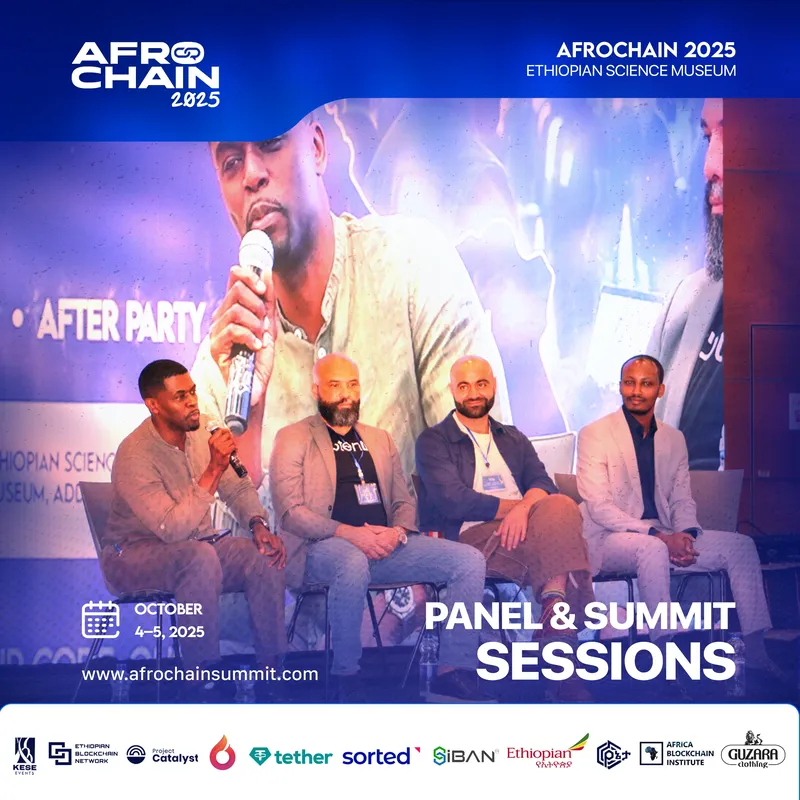 AFRO
CHAIN
2025
AFROCHAIN 2025
ETHIOPIAN SCIENCE MUSEUM
• AFTER PARTY
OCTOBER
4–5, 2025
www.afrochainsummit.com
PANEL & SUMMIT
SESSIONS
KESE
EVENTS
ETHIOPIAN
BLOCKCHAIN
NETWORK
Project
Catalyst
tether
sorted
SiBAN
Ethiopian
የኢትዮጵያ
AFRICA
BLOCKCHAIN
INSTITUTE
GUZARA
clothing